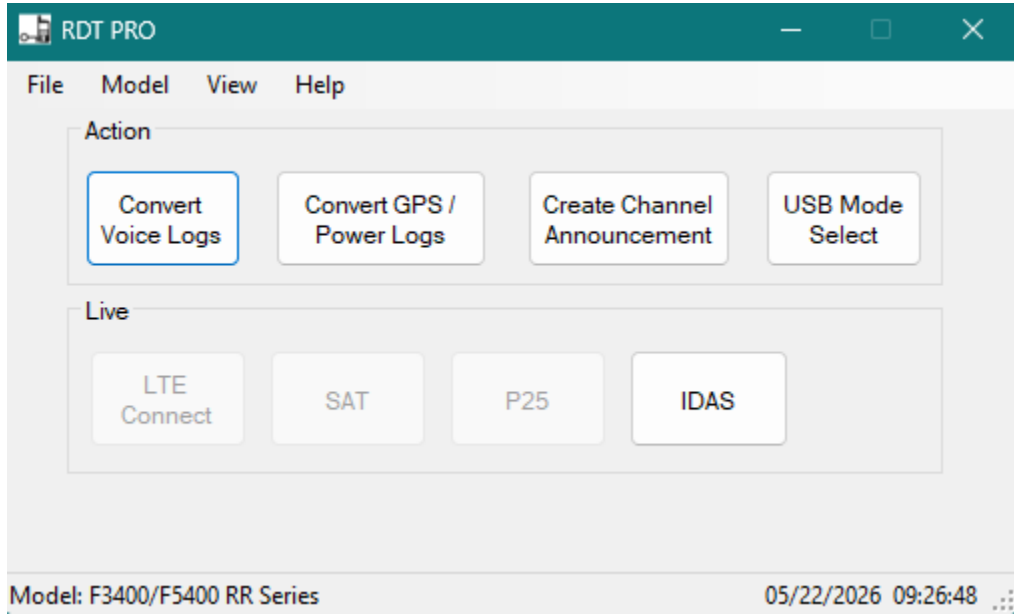 RDT PRO
File Model View Help
Action
Convert
Voice Logs
Convert GPS /
Power Logs
Create Channel
Announcement
USB Mode
Select
Live
LTE
Connect
SAT
P25
IDAS
Model: F3400/F5400 RR Series
05/22/2026 09:26:48